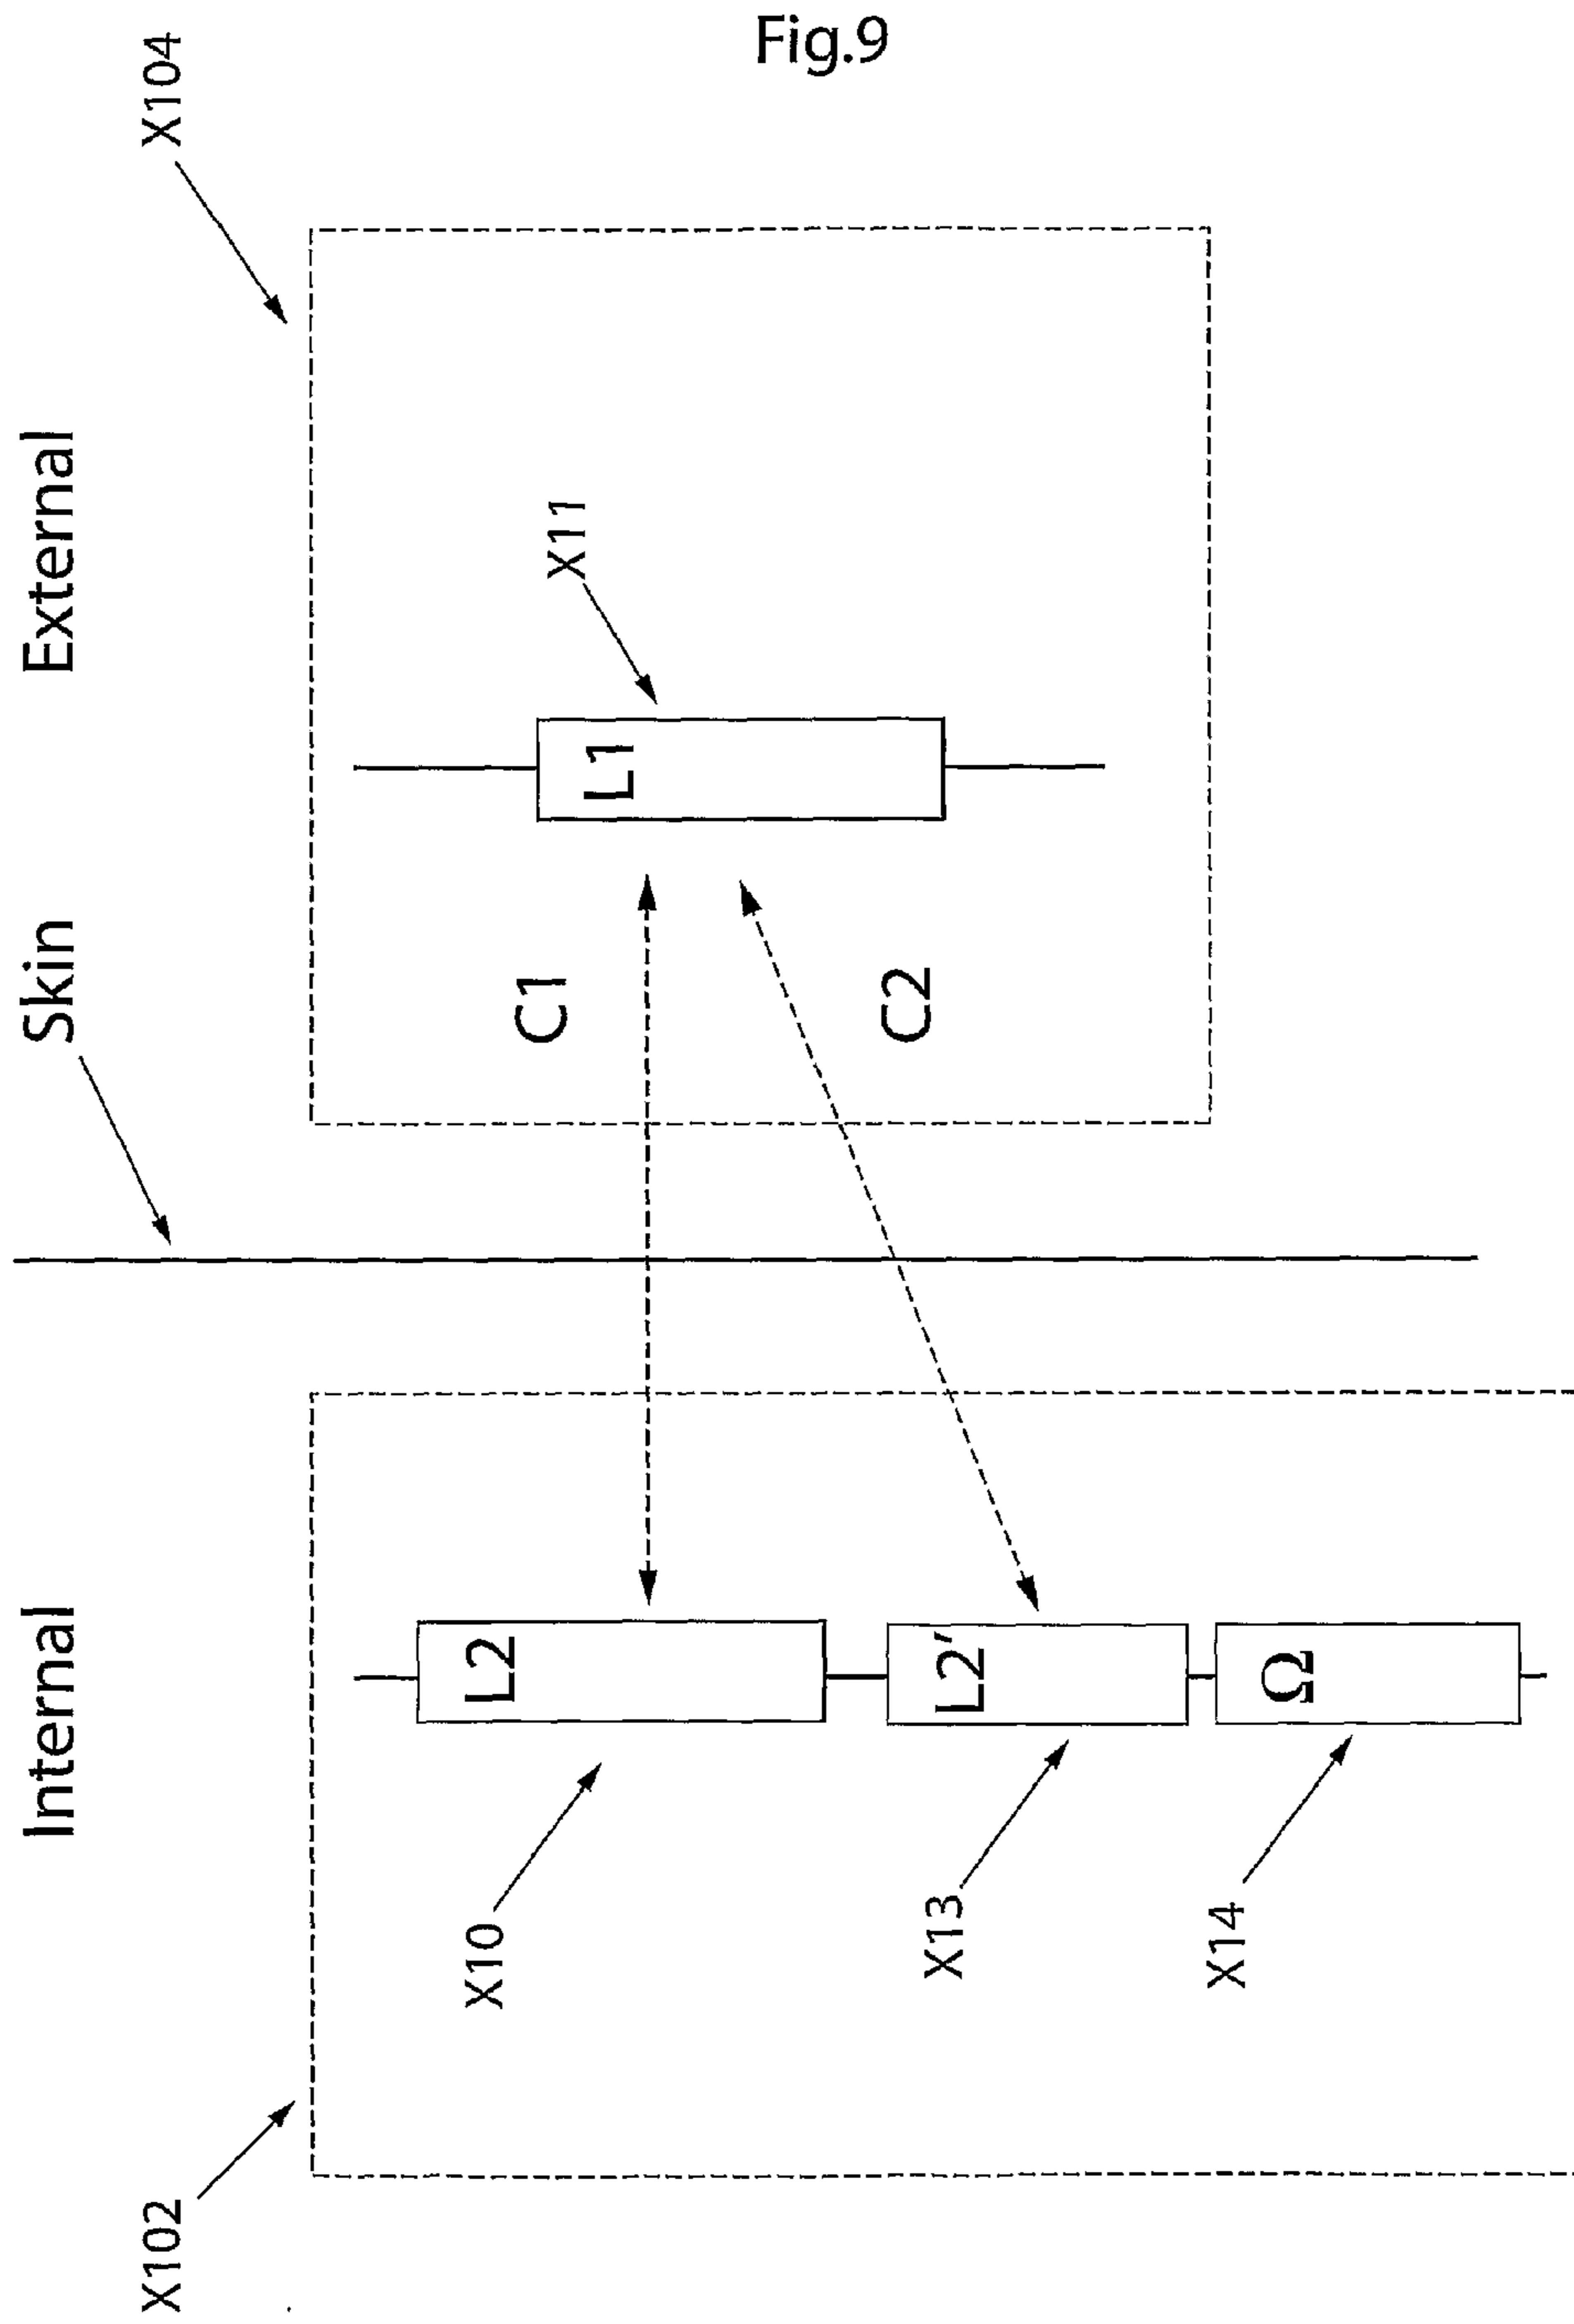 Fig.9
Internal
Skin
External
X102
X104
L2
X10
C1
L1
X11
L2′
X13
C2
Ω
X14